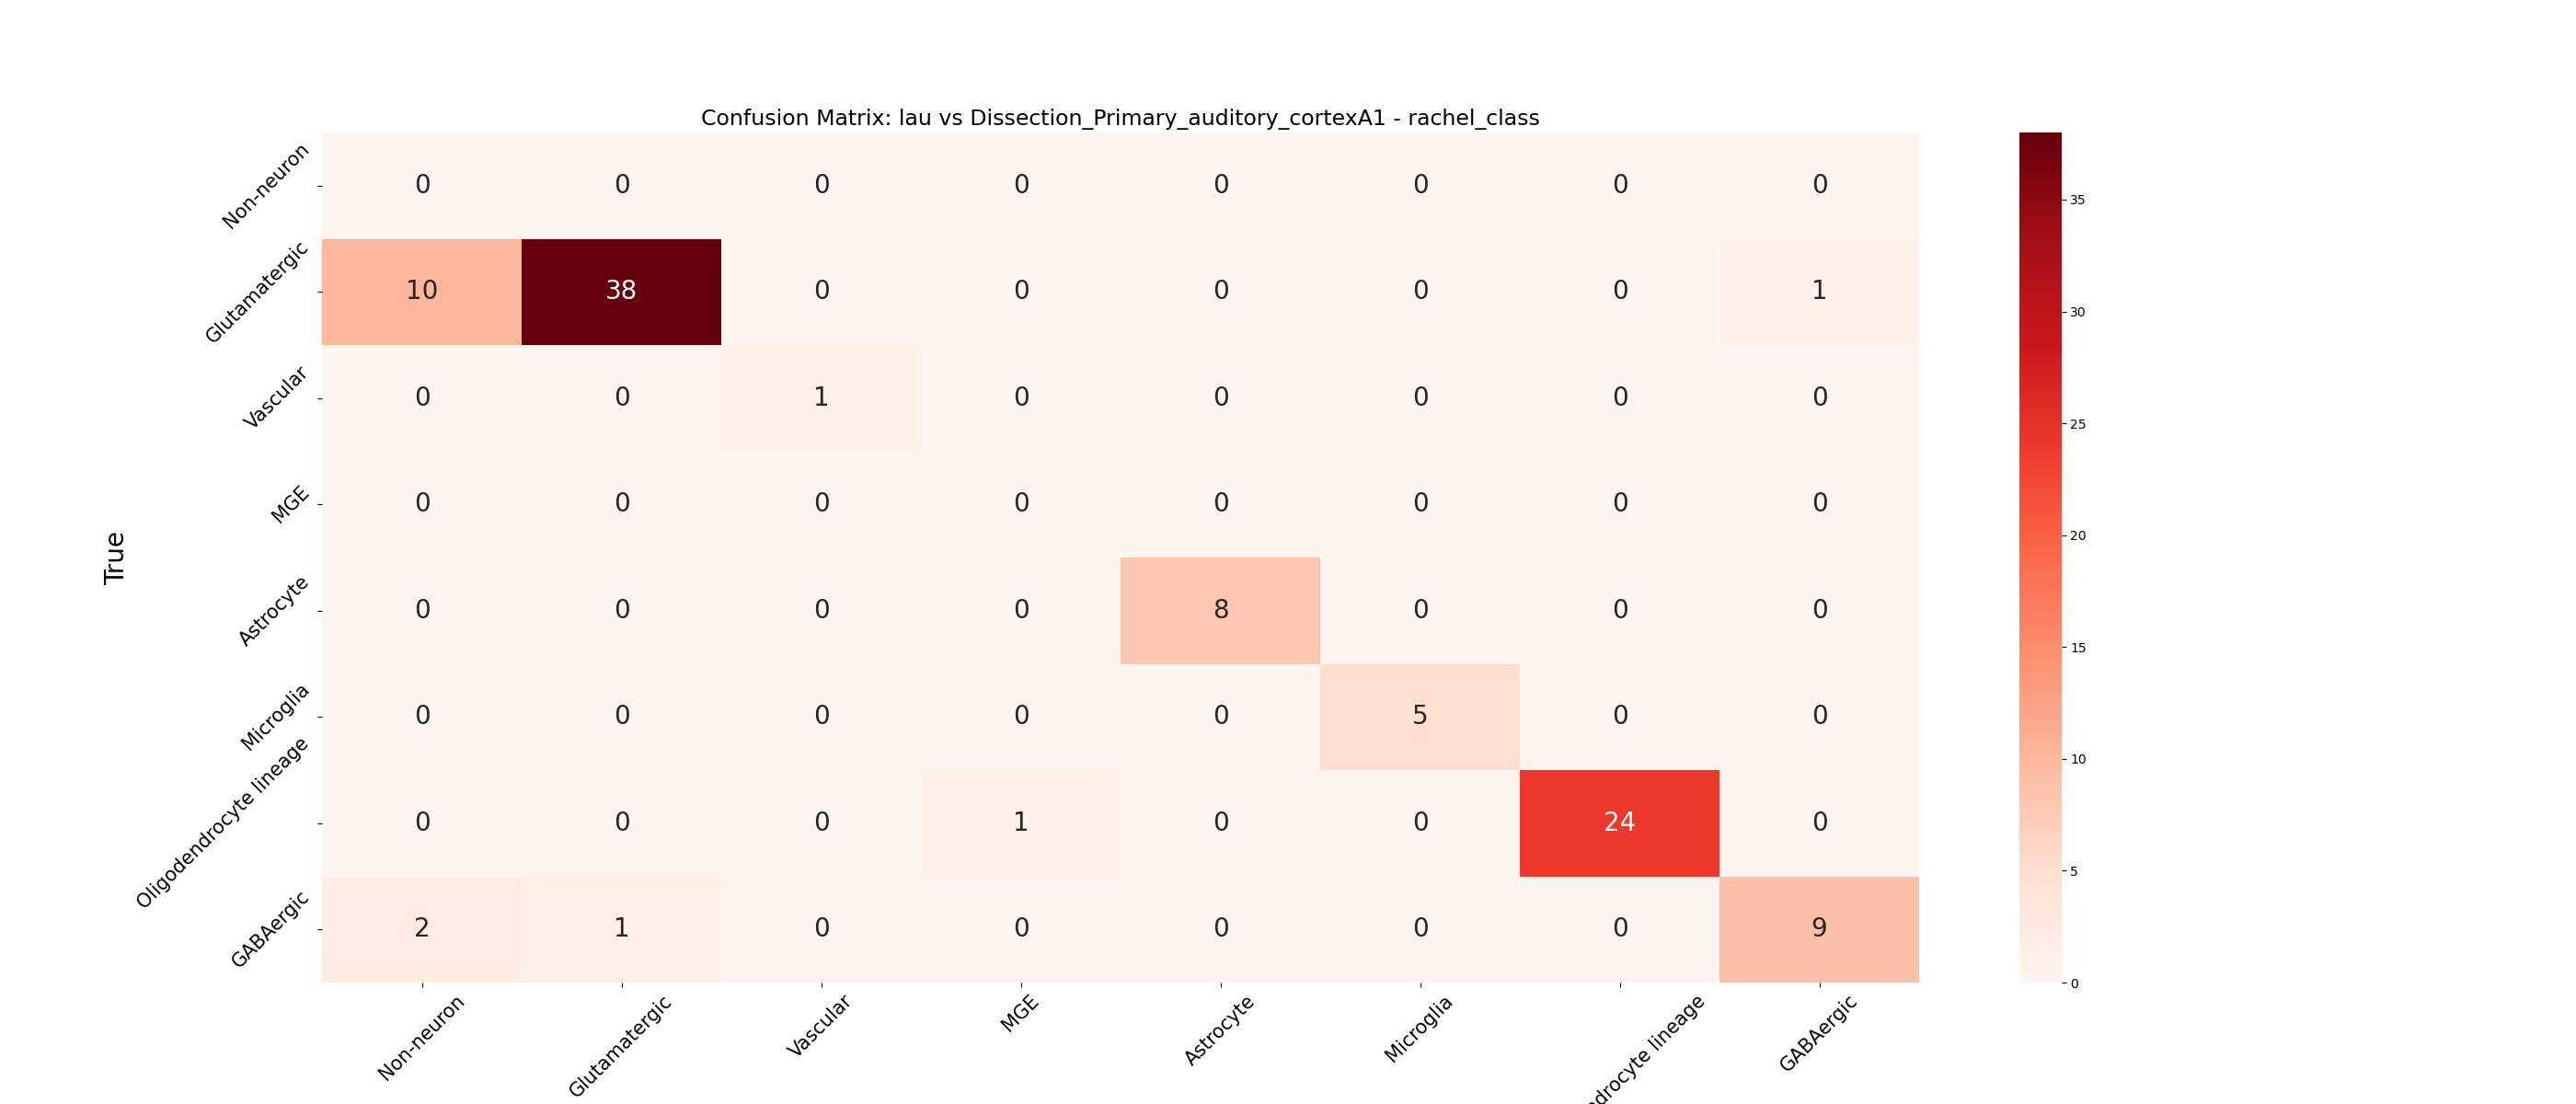 Confusion Matrix: lau vs Dissection_Primary_auditory_cortexA1 - rachel_class
True
Non-neuron 0 0 0 0 0 0 0 0
Glutamatergic 10 38 0 0 0 0 0 1
Vascular 0 0 1 0 0 0 0 0
MGE 0 0 0 0 0 0 0 0
Astrocyte 0 0 0 0 8 0 0 0
Microglia 0 0 0 0 0 5 0 0
Oligodendrocyte lineage 0 0 0 1 0 0 24 0
GABAergic 2 1 0 0 0 0 0 9
Non-neuron Glutamatergic Vascular MGE Astrocyte Microglia ndrocyte lineage GABAergic
35
30
25
20
15
10
5
0